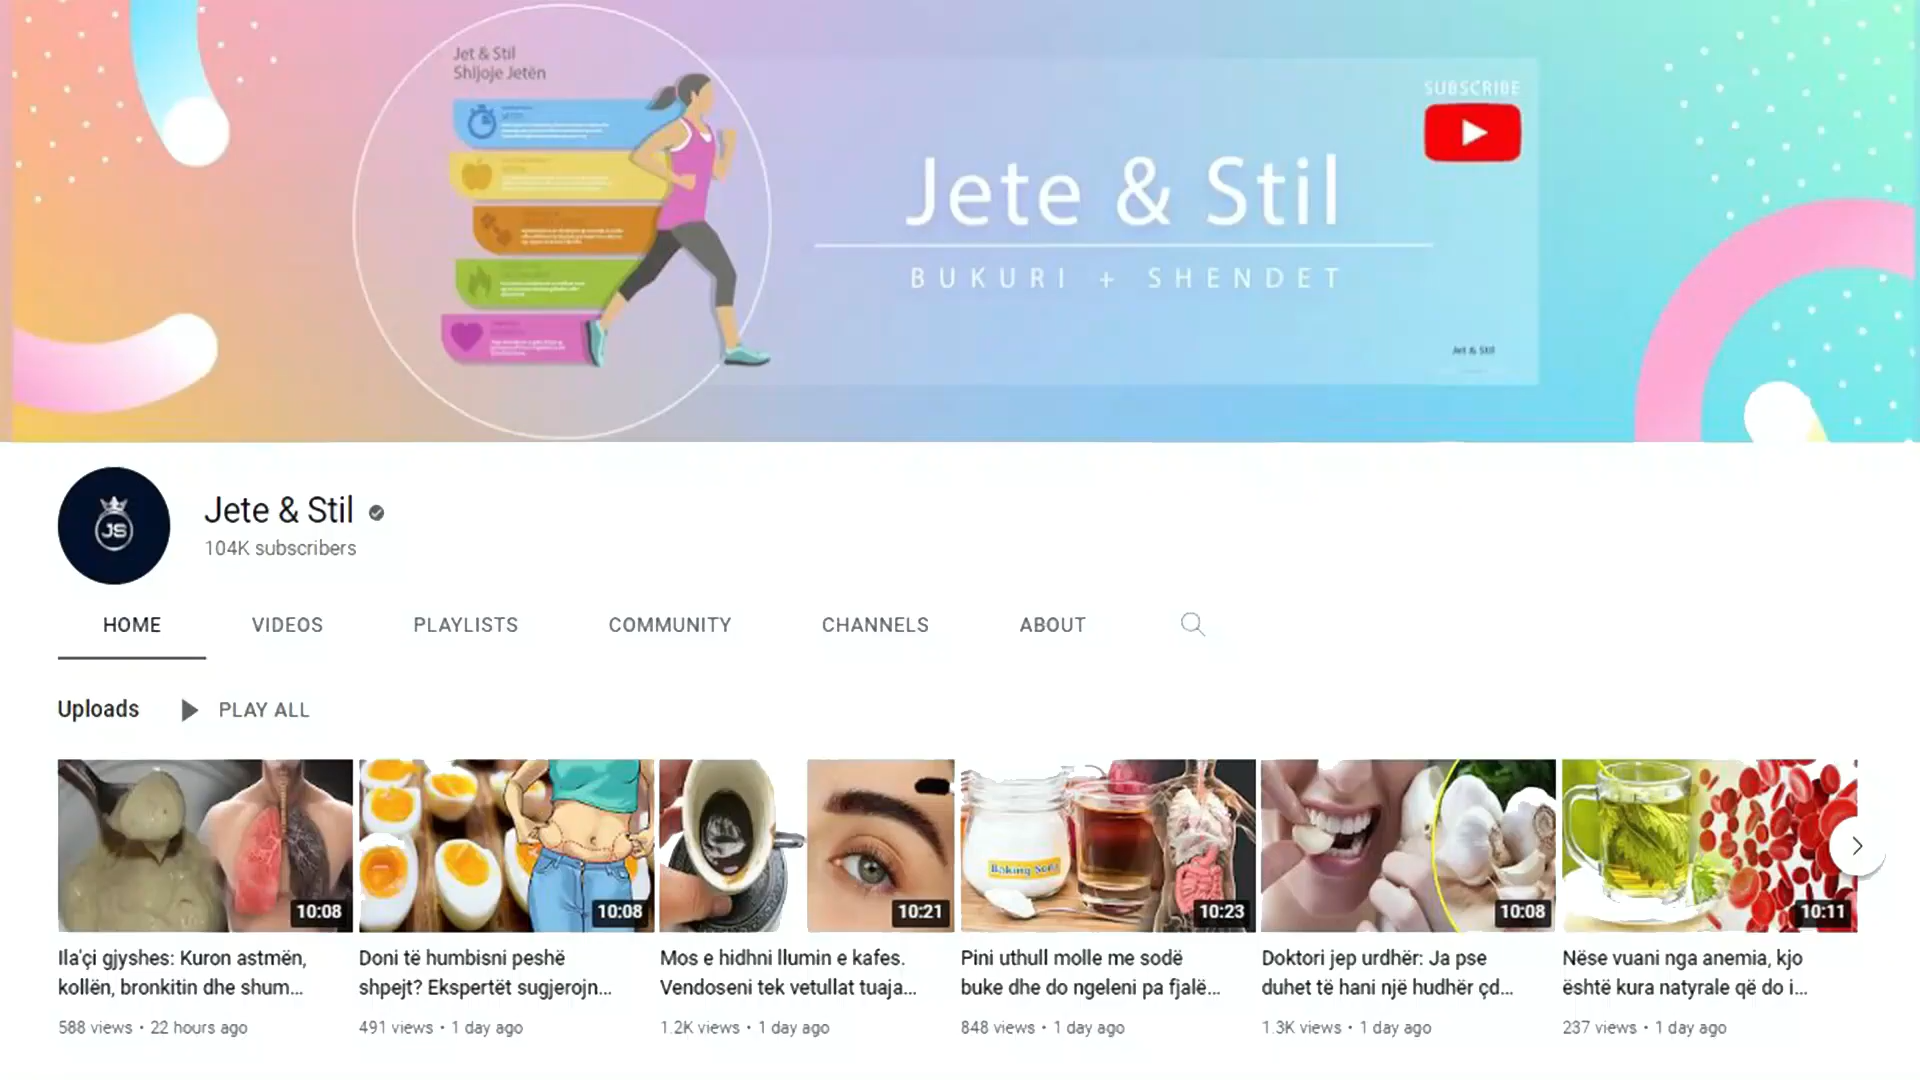 Jet & Stil
Shijoje Jetën
SUBSCRIBE
Jete & Stil
BUKURI + SHENDET
Jet & Stil
JS
Jete & Stil
104K subscribers
HOME VIDEOS PLAYLISTS COMMUNITY CHANNELS ABOUT
Uploads PLAY ALL
Baking Soda
10:08 10:08 10:21 10:23 10:08 10:11
Ila'çi gjyshes: Kuron astmën,
kollën, bronkitin dhe shum...
588 views • 22 hours ago
Doni të humbisni peshë
shpejt? Ekspertët sugjerojn...
491 views • 1 day ago
Mos e hidhni llumin e kafes.
Vendoseni tek vetullat tuaja...
1.2K views • 1 day ago
Pini uthull molle me sodë
buke dhe do ngeleni pa fjalë...
848 views • 1 day ago
Doktori jep urdhër: Ja pse
duhet të hani një hudhër çd...
1.3K views • 1 day ago
Nëse vuani nga anemia, kjo
është kura natyrale që do i...
237 views • 1 day ago